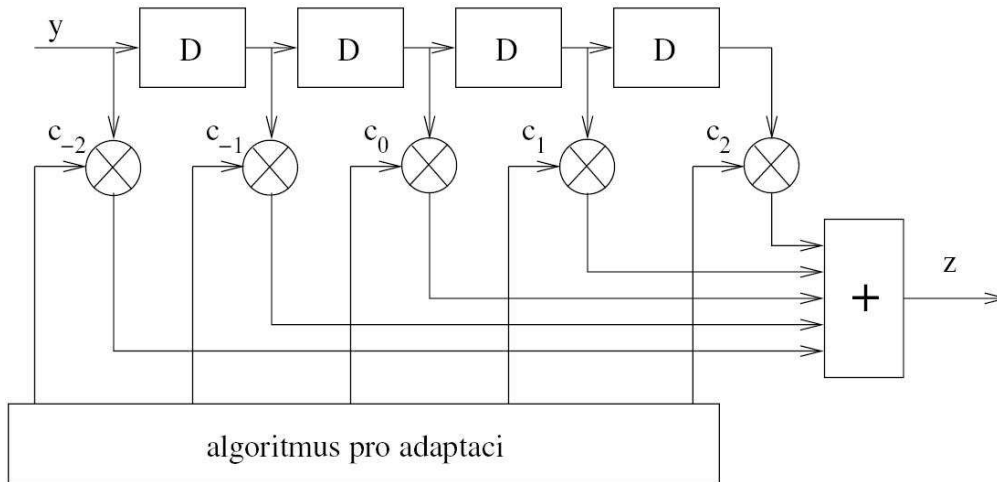 y
D D D D
c_{-2} c_{-1} c_0 c_1 c_2
z
+
algoritmus pro adaptaci